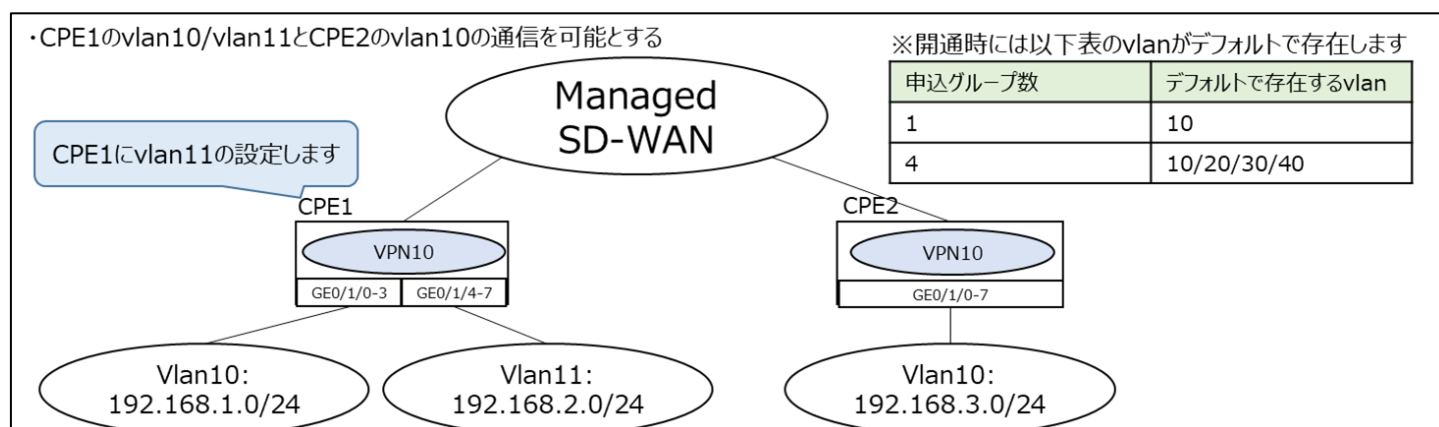 ・CPE1のvlan10/vlan11とCPE2のvlan10の通信を可能とする
※開通時には以下表のvlanがデフォルトで存在します
申込グループ数 デフォルトで存在するvlan
1 10
4 10/20/30/40
Managed
SD-WAN
CPE1にvlan11の設定します
CPE1
VPN10
GE0/1/0-3 GE0/1/4-7
CPE2
VPN10
GE0/1/0-7
Vlan10:
192.168.1.0/24
Vlan11:
192.168.2.0/24
Vlan10:
192.168.3.0/24